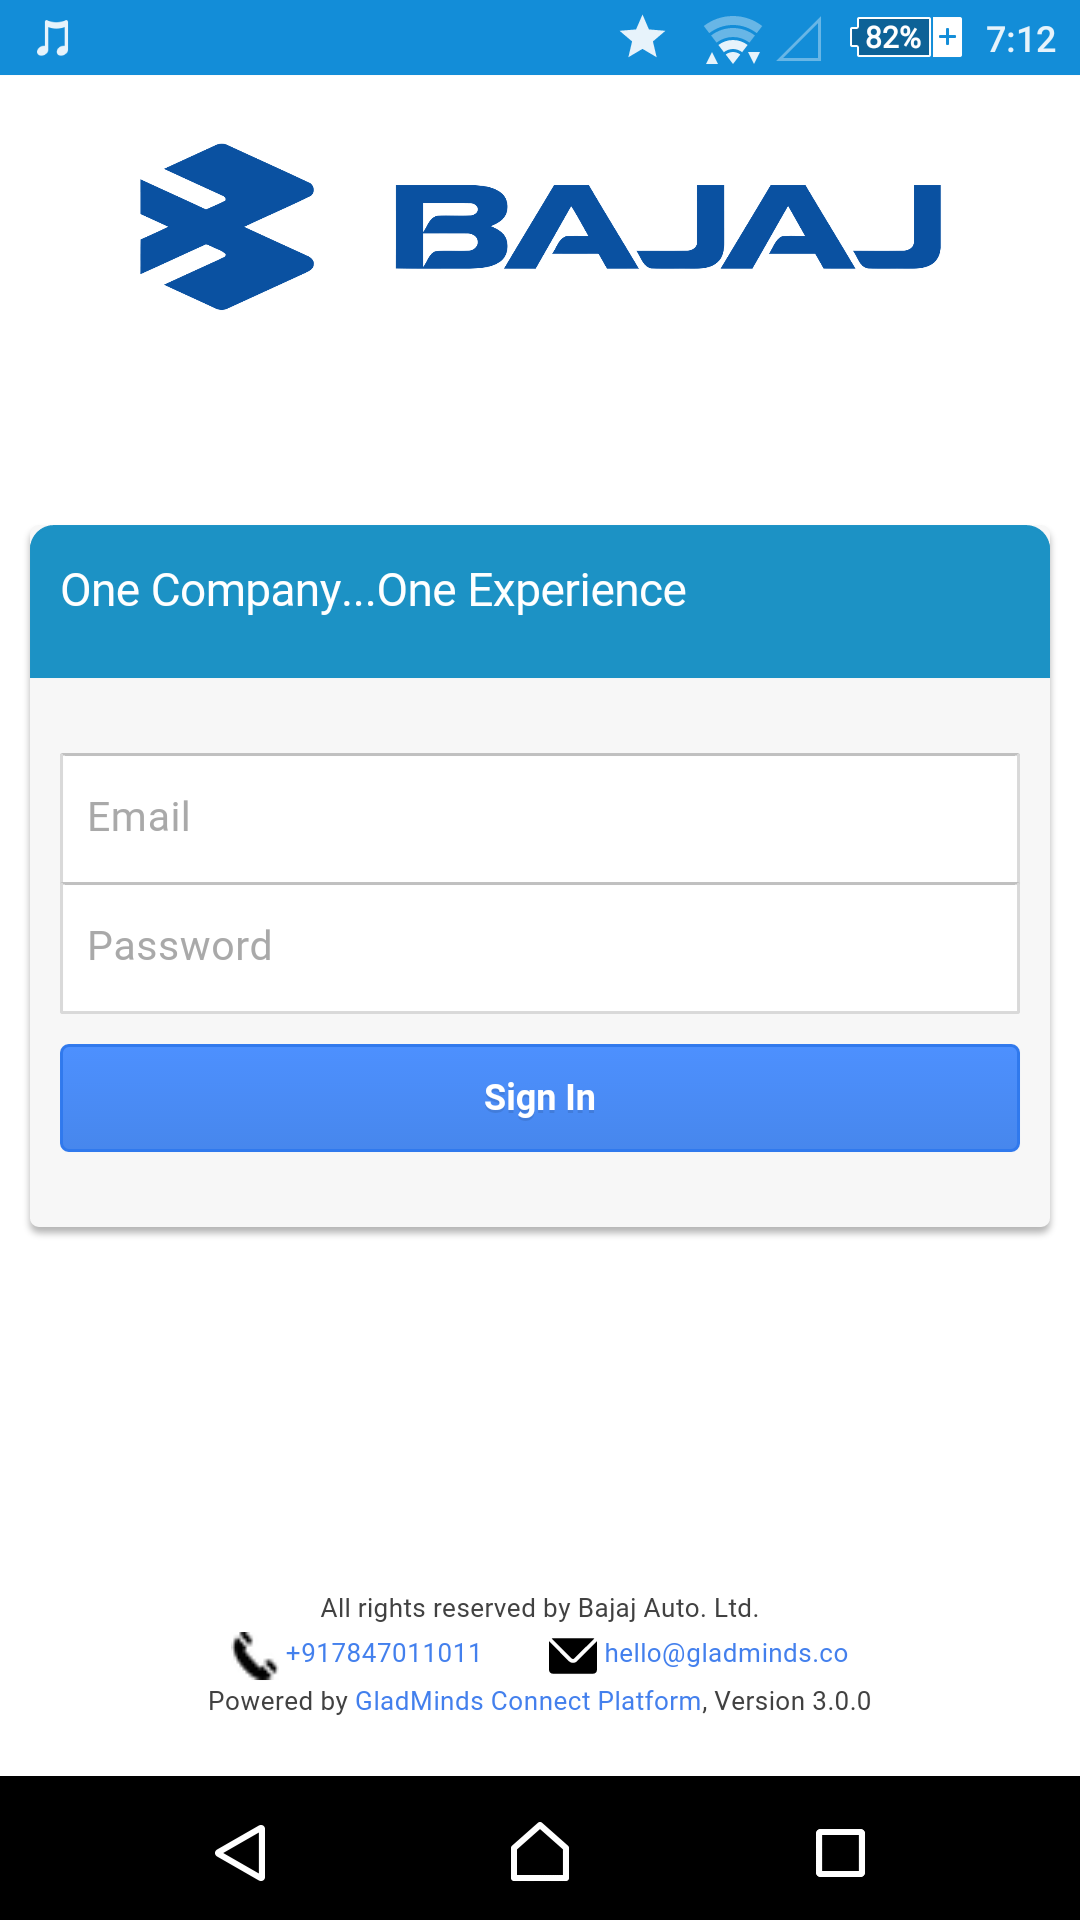 82% 7:12
BAJAJ
One Company...One Experience
Email
Password
Sign In
All rights reserved by Bajaj Auto. Ltd.
+917847011011 hello@gladminds.co
Powered by GladMinds Connect Platform, Version 3.0.0